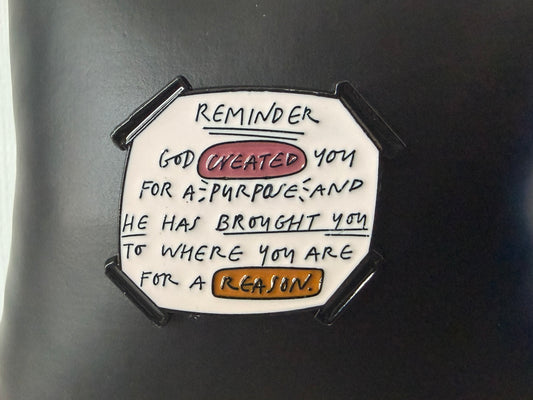 REMINDER
GOD CREATED YOU
FOR A PURPOSE AND
HE HAS BROUGHT YOU
TO WHERE YOU ARE
FOR A REASON.